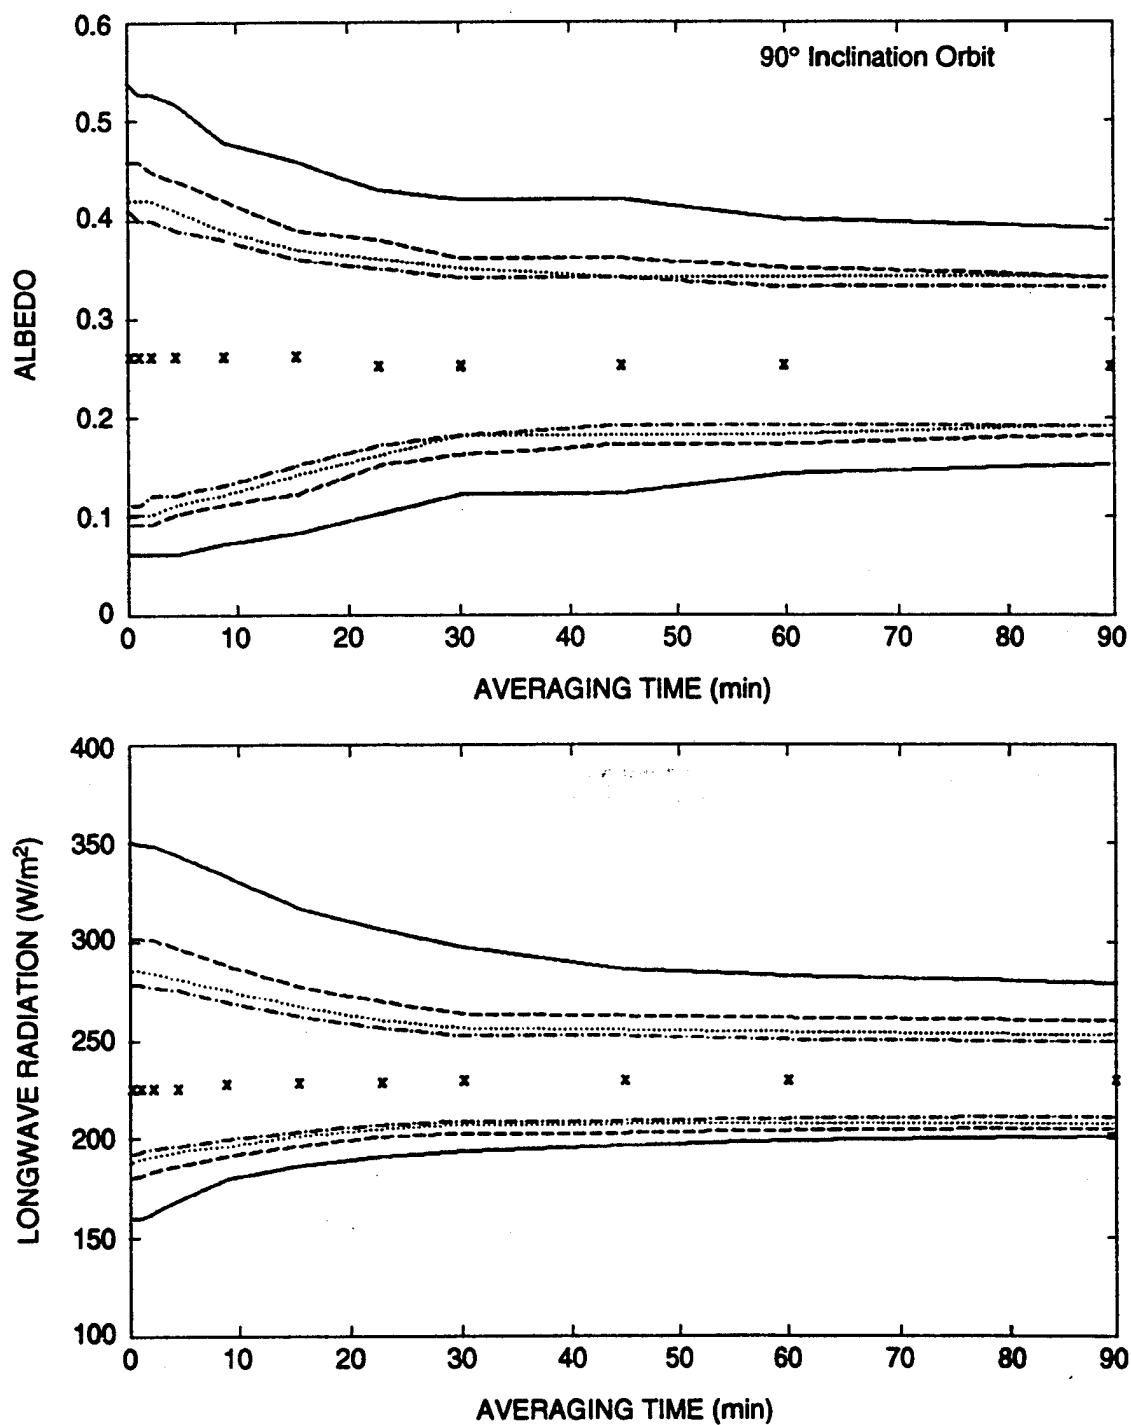 90° Inclination Orbit
ALBEDO
0.6
0.5
0.4
0.3
0.2
0.1
0
0 10 20 30 40 50 60 70 80 90
AVERAGING TIME (min)
LONGWAVE RADIATION (W/m²)
400
350
300
250
200
150
100
0 10 20 30 40 50 60 70 80 90
AVERAGING TIME (min)